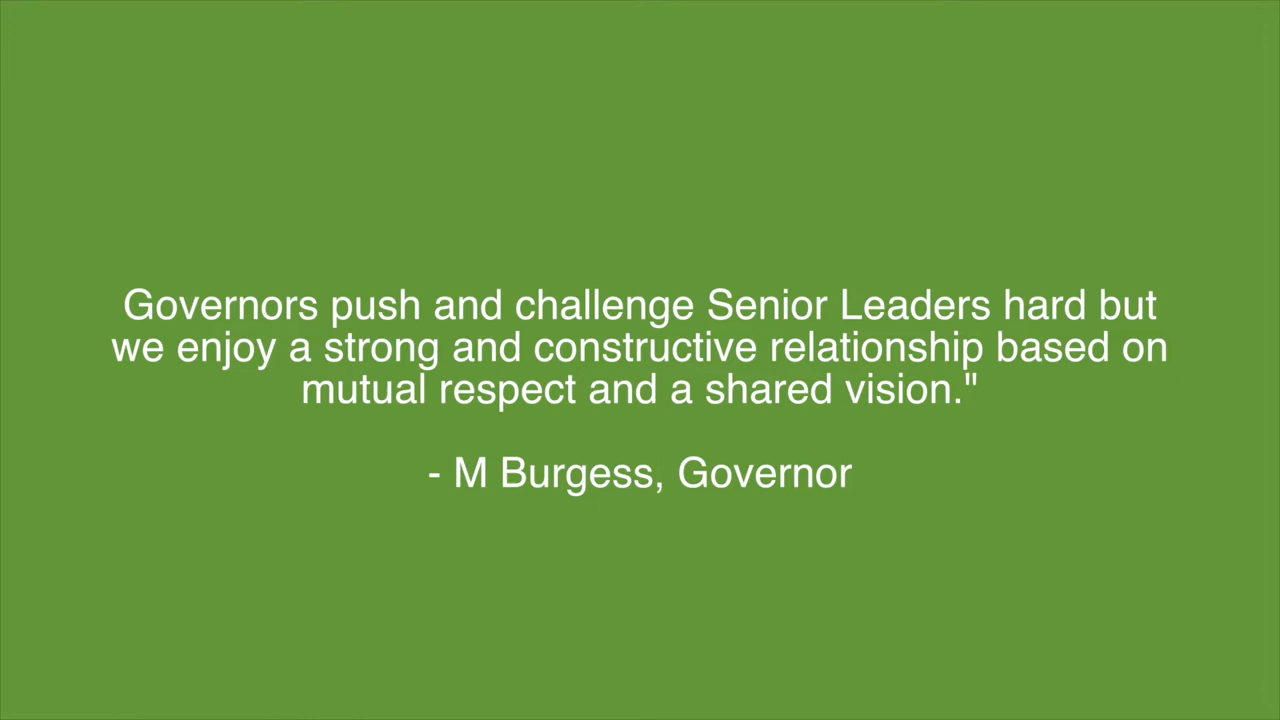 Governors push and challenge Senior Leaders hard but
we enjoy a strong and constructive relationship based on
mutual respect and a shared vision."
- M Burgess, Governor